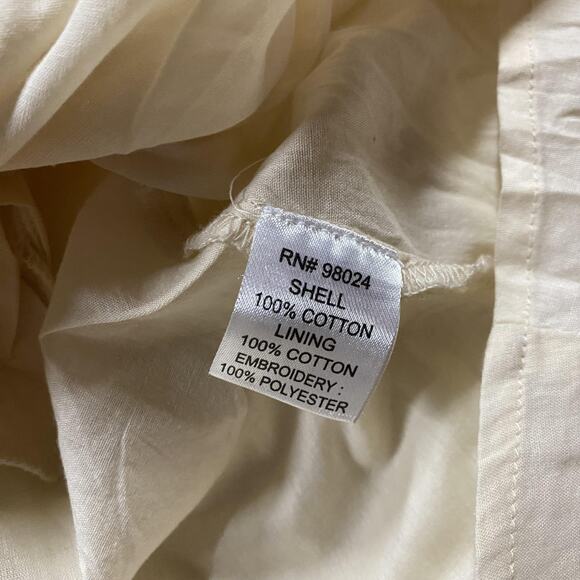 RN# 98024
SHELL
100% COTTON
LINING
100% COTTON
EMBROIDERY :
100% POLYESTER